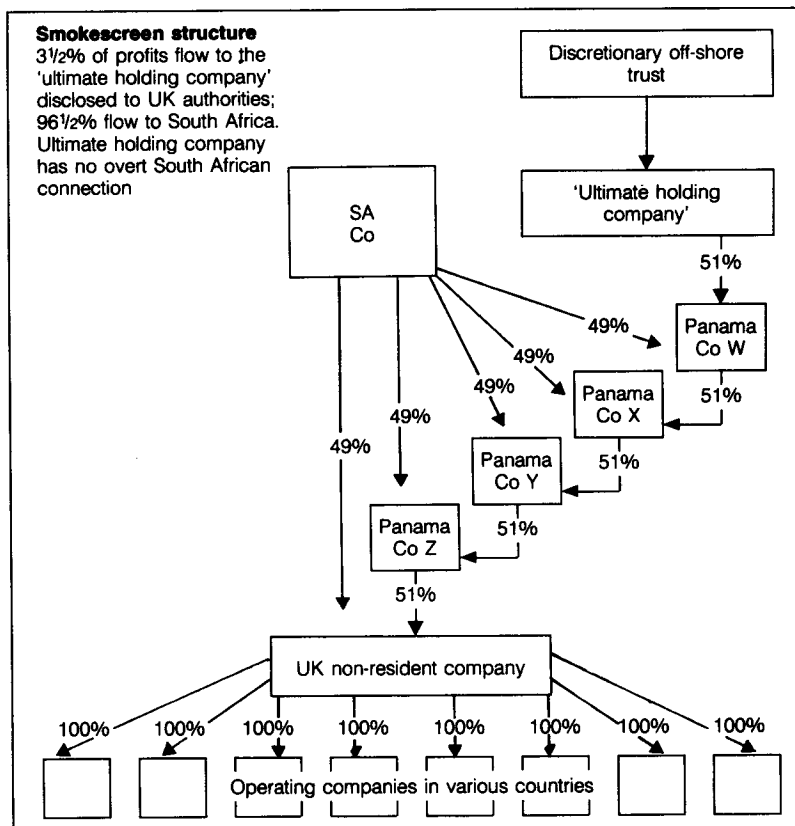 Smokescreen structure
3½% of profits flow to the
'ultimate holding company'
disclosed to UK authorities;
96½% flow to South Africa.
Ultimate holding company
has no overt South African
connection
Discretionary off-shore
trust
'Ultimate holding
company'
SA
Co
51%
49%
Panama
Co W
49%
51%
Panama
Co X
49%
51%
Panama
Co Y
49%
51%
Panama
Co Z
49%
51%
UK non-resident company
100% 100% 100% 100% 100% 100% 100% 100%
Operating companies in various countries